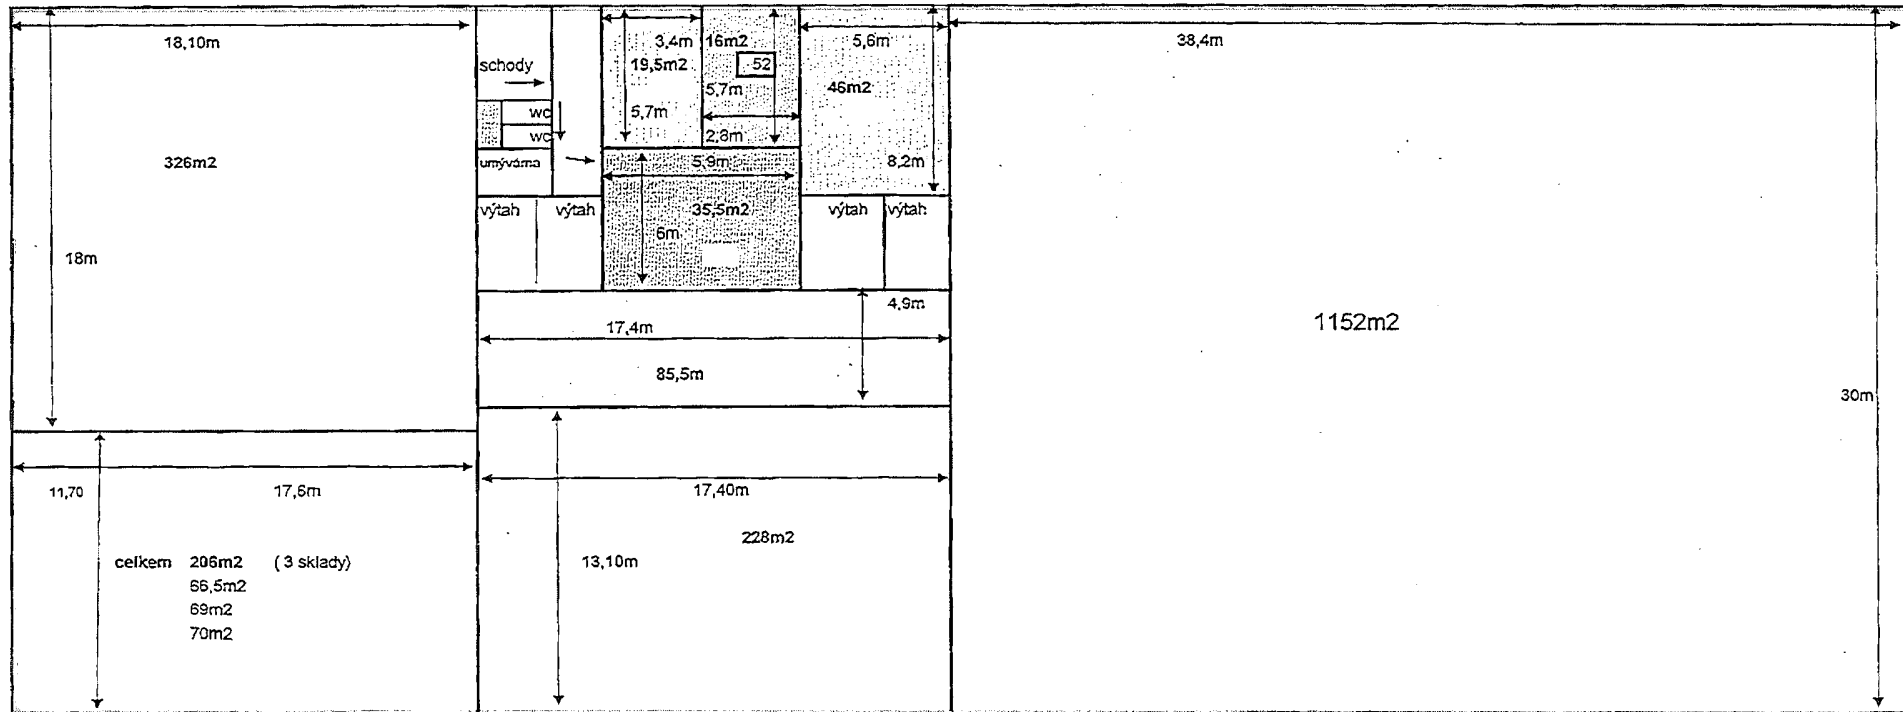 18,10m
3,4m
16m2
5,6m
38,4m
schody
19,5m2
52
5,7m
46m2
5,7m
wc
wc
2,8m
326m2
umývárna
5,9m
8,2m
výtah
výtah
35,5m2
výtah
výtah
6m
18m
4,9m
17,4m
1152m2
85,5m
30m
11,70
17,6m
17,40m
228m2
13,10m
celkem 206m2 ( 3 sklady)
66,5m2
69m2
70m2